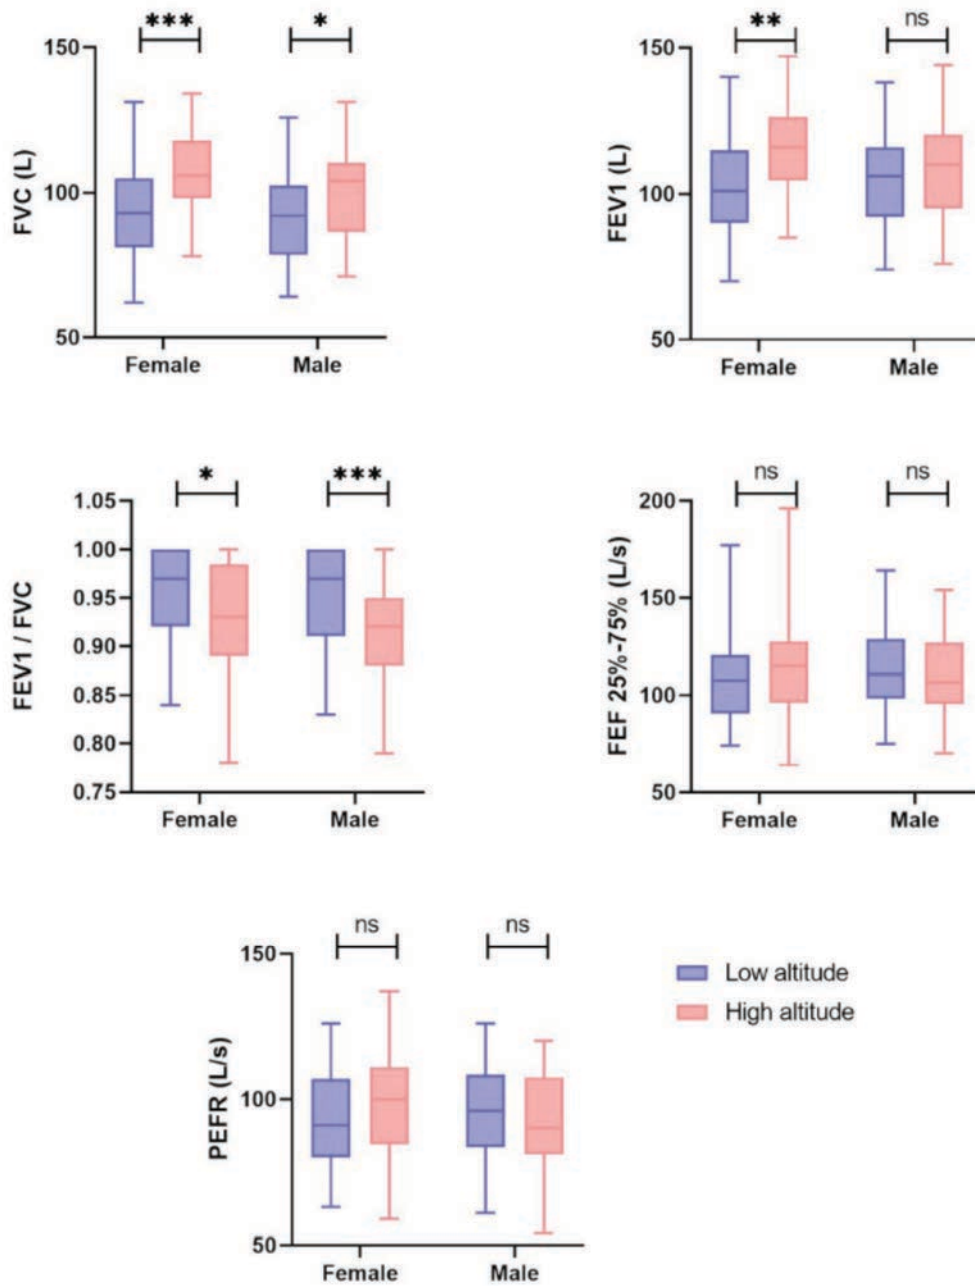 *** * ** ns
150 150
FVC (L) FEV1 (L)
100 100
50 50
Female Male Female Male
* *** ns ns
1.05 200
1.00
0.95 150
FEV1 / FVC FEF 25%-75% (L/s)
0.90
0.85 100
0.80
0.75 50
Female Male Female Male
ns ns
150
Low altitude
High altitude
PEFR (L/s)
100
50
Female Male